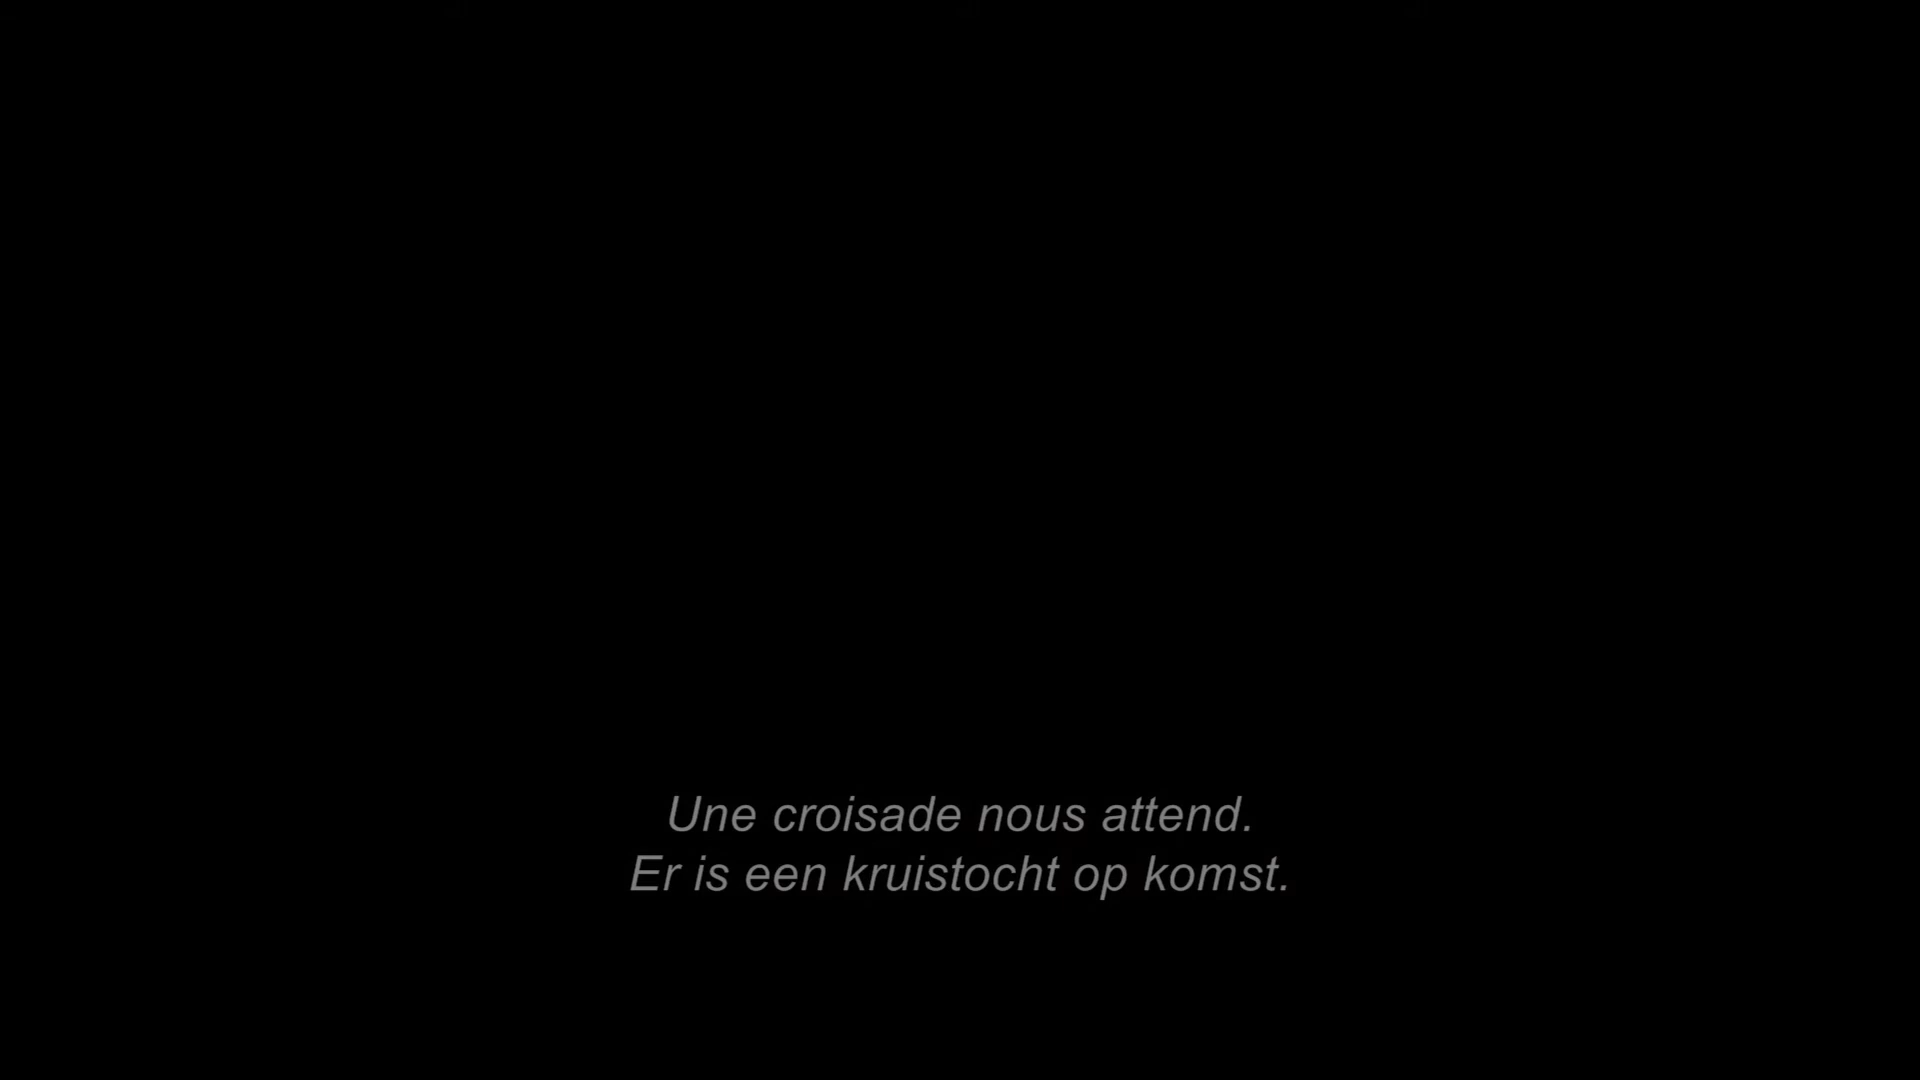 Une croisade nous attend.
Er is een kruistocht op komst.